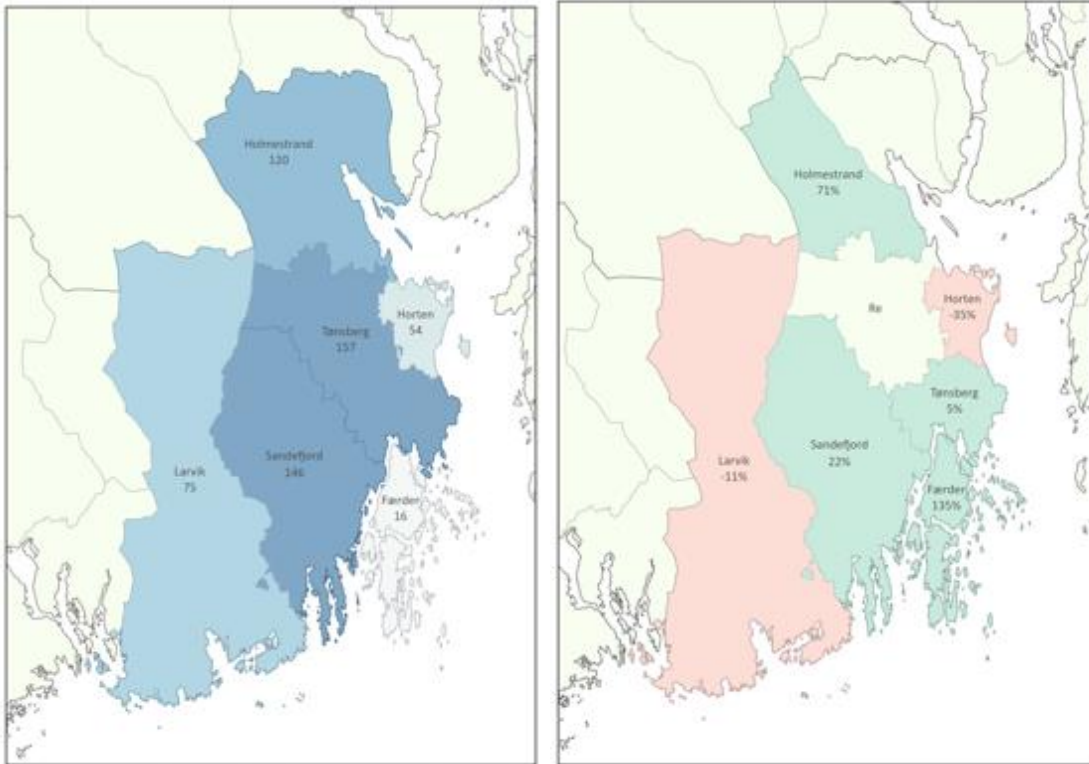 Holmestrand
120
Tønsberg
157
Horten
54
Sandefjord
146
Larvik
75
Færder
16
Holmestrand
71%
Re
Horten
-35%
Tønsberg
5%
Sandefjord
22%
Larvik
-11%
Færder
135%